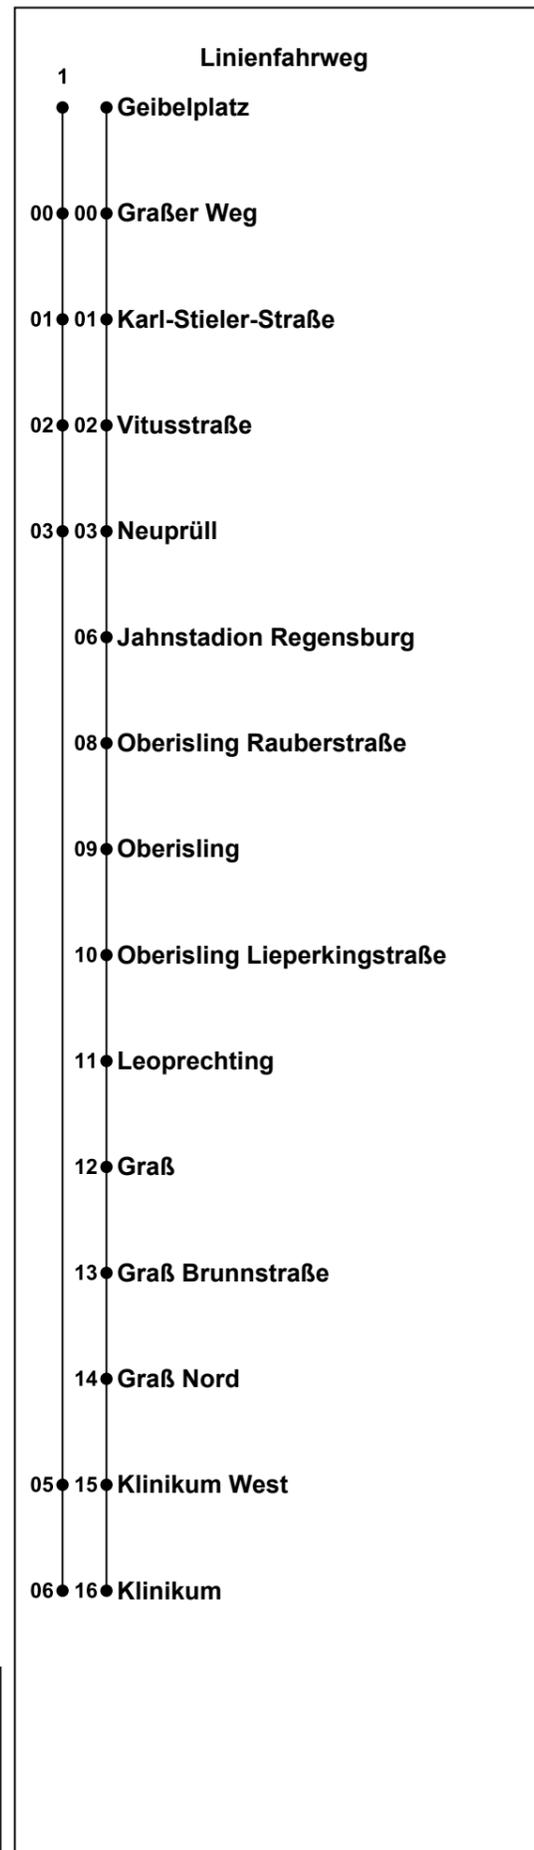 Linienfahrweg
1
Geibelplatz
00 00 Graßer Weg
01 01 Karl-Stieler-Straße
02 02 Vitusstraße
03 03 Neuprüll
06 Jahnstadion Regensburg
08 Oberisling Rauberstraße
09 Oberisling
10 Oberisling Lieperkingstraße
11 Leoprechting
12 Graß
13 Graß Brunnstraße
14 Graß Nord
05 15 Klinikum West
06 16 Klinikum